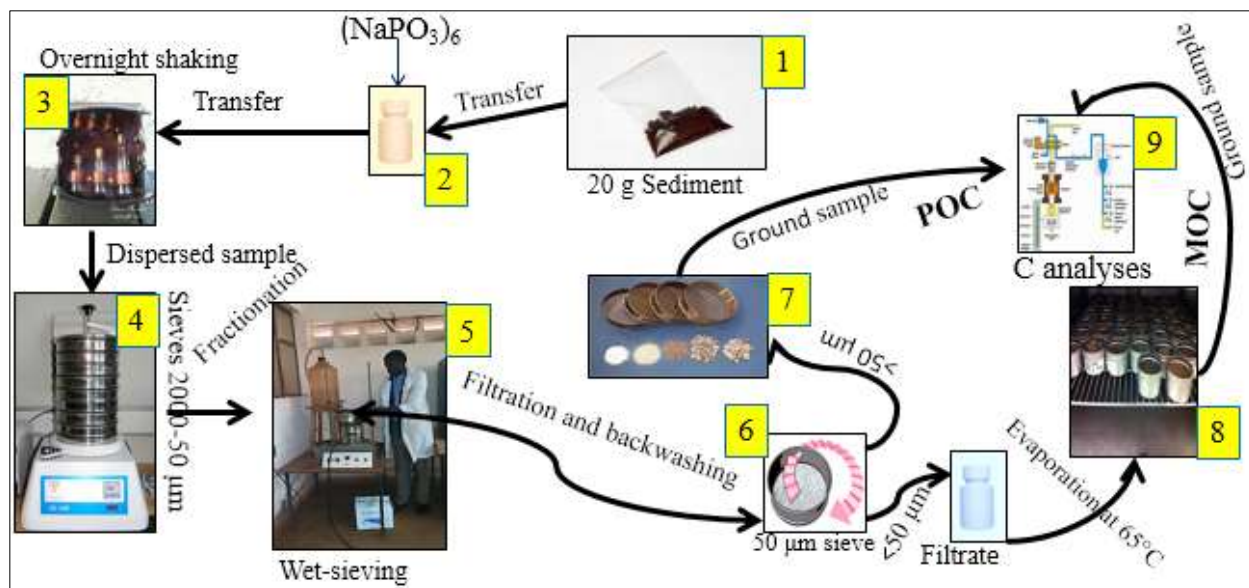 (NaPO3)6
Overnight shaking
3
Transfer
2
Transfer
1
20 g Sediment
Dispersed sample
4
Sieves 2000-50 µm
Fractionation
5
Wet-sieving
Filtration and backwashing
6
50 µm sieve
>50 µm
7
Ground sample
POC
9
C analyses
<50 µm
Filtrate
Evaporation at 65°C
8
MOC
Ground sample